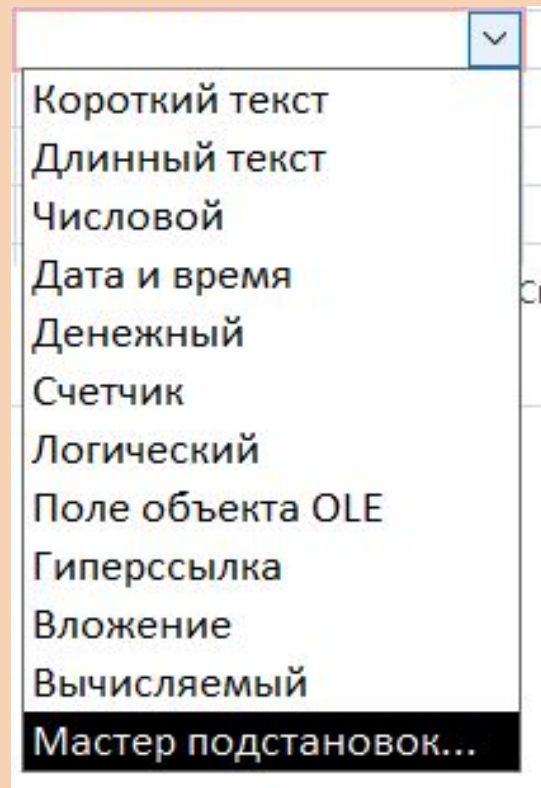 Короткий текст
Длинный текст
Числовой
Дата и время
Денежный
Счетчик
Логический
Поле объекта OLE
Гиперссылка
Вложение
Вычисляемый
Мастер подстановок...